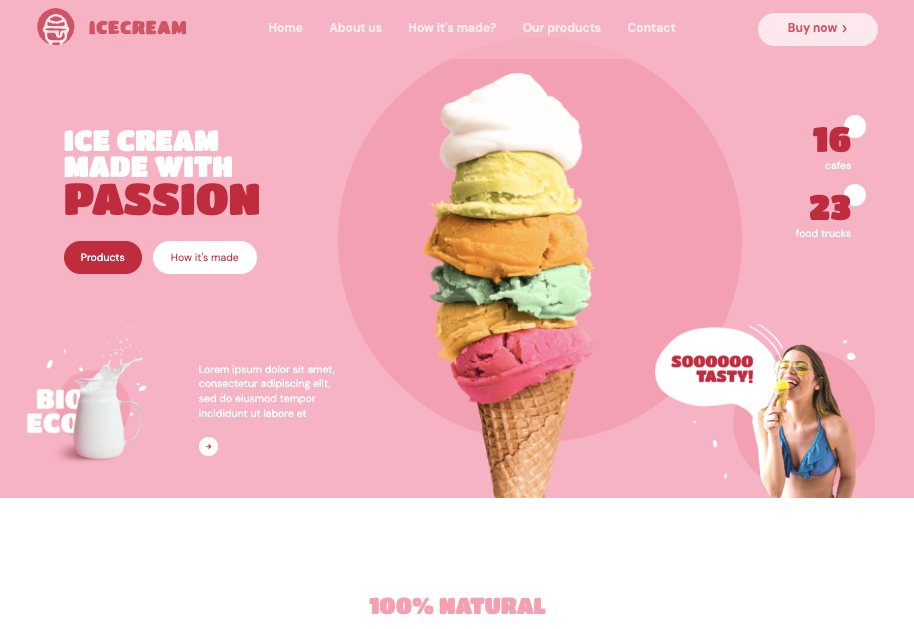 ICECREAM
Home
About us
How it's made?
Our products
Contact
Buy now ›
ICE CREAM
MADE WITH
PASSION
Products
How it's made
16
cafes
23
food trucks
BIO
ECO
Lorem ipsum dolor sit amet,
consectetur adipiscing elit,
sed do eiusmod tempor
incididunt ut labore et
SOOOOOO
TASTY!
100% NATURAL